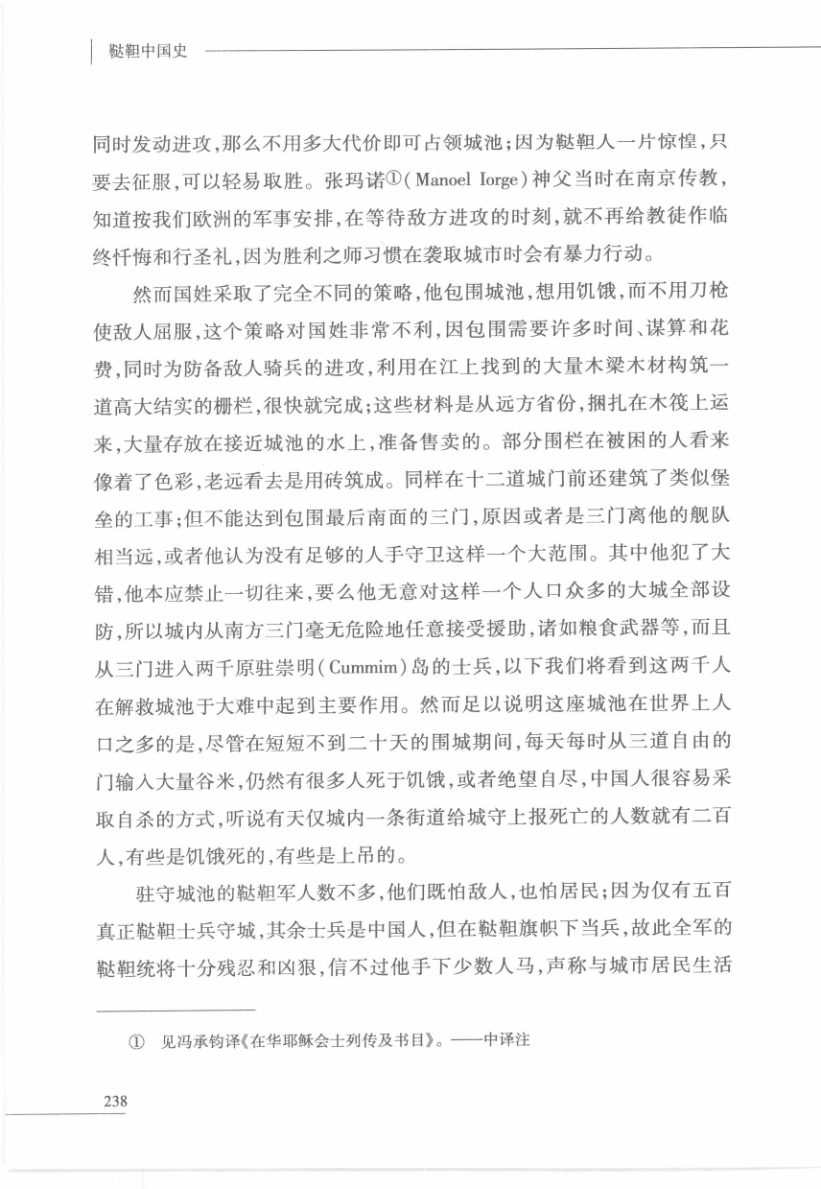 鞑靼中国史
同时发动进攻,那么不用多大代价即可占领城池;因为鞑靼人一片惊惶,只
要去征服,可以轻易取胜。张玛诺①(Manoel Iorge)神父当时在南京传教,
知道按我们欧洲的军事安排,在等待敌方进攻的时刻,就不再给教徒作临
终忏悔和行圣礼,因为胜利之师习惯在袭取城市时会有暴力行动。
然而国姓采取了完全不同的策略,他包围城池,想用饥饿,而不用刀枪
使敌人屈服,这个策略对国姓非常不利,因包围需要许多时间、谋算和花
费,同时为防备敌人骑兵的进攻,利用在江上找到的大量木梁木材构筑一
道高大结实的栅栏,很快就完成;这些材料是从远方省份,捆扎在木筏上运
来,大量存放在接近城池的水上,准备售卖的。部分围栏在被困的人看来
像着了色彩,老远看去是用砖筑成。同样在十二道城门前还建筑了类似堡
垒的工事;但不能达到包围最后南面的三门,原因或者是三门离他的舰队
相当远,或者他认为没有足够的人手守卫这样一个大范围。其中他犯了大
错,他本应禁止一切往来,要么他无意对这样一个人口众多的大城全部设
防,所以城内从南方三门毫无危险地任意接受援助,诸如粮食武器等,而且
从三门进入两千原驻崇明(Cummim)岛的士兵,以下我们将看到这两千人
在解救城池于大难中起到主要作用。然而足以说明这座城池在世界上人
口之多的是,尽管在短短不到二十天的围城期间,每天每时从三道自由的
门输入大量谷米,仍然有很多人死于饥饿,或者绝望自尽,中国人很容易采
取自杀的方式,听说有天仅城内一条街道给城守上报死亡的人数就有二百
人,有些是饥饿死的,有些是上吊的。
驻守城池的鞑靼军人数不多,他们既怕敌人,也怕居民;因为仅有五百
真正鞑靼士兵守城,其余士兵是中国人,但在鞑靼旗帜下当兵,故此全军的
鞑靼统将十分残忍和凶狠,信不过他手下少数人马,声称与城市居民生活
① 见冯承钧译《在华耶稣会士列传及书目》。——中译注
238